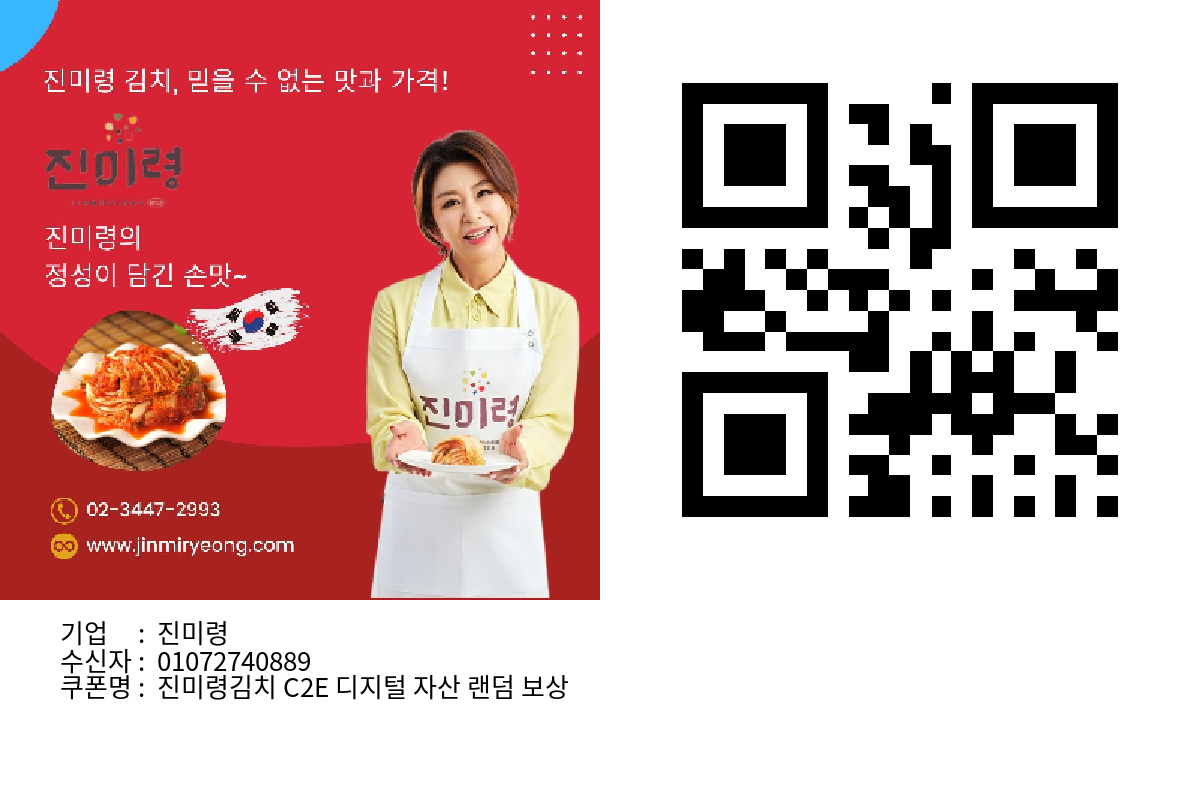 진미령 김치, 믿을 수 없는 맛과 가격!
진미령
진미령의
정성이 담긴 손맛~
진미령
02-3447-2993
www.jinmiryeong.com
기업 : 진미령
수신자 : 01072740889
쿠폰명 : 진미령김치 C2E 디지털 자산 랜덤 보상